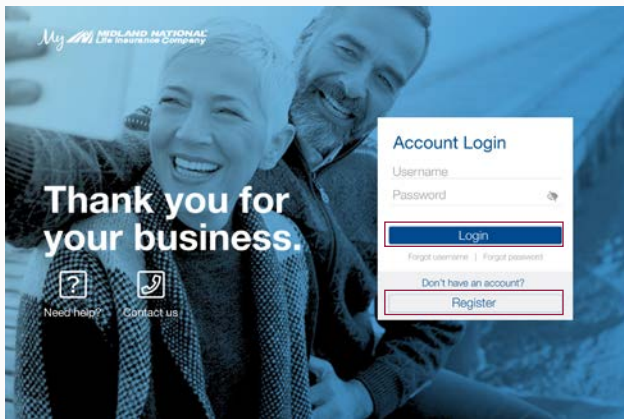 My MIDLAND NATIONAL
Life Insurance Company
Thank you for
your business.
Need help?
Contact us
Account Login
Username
Password
Login
Forgot username | Forgot password
Don't have an account?
Register